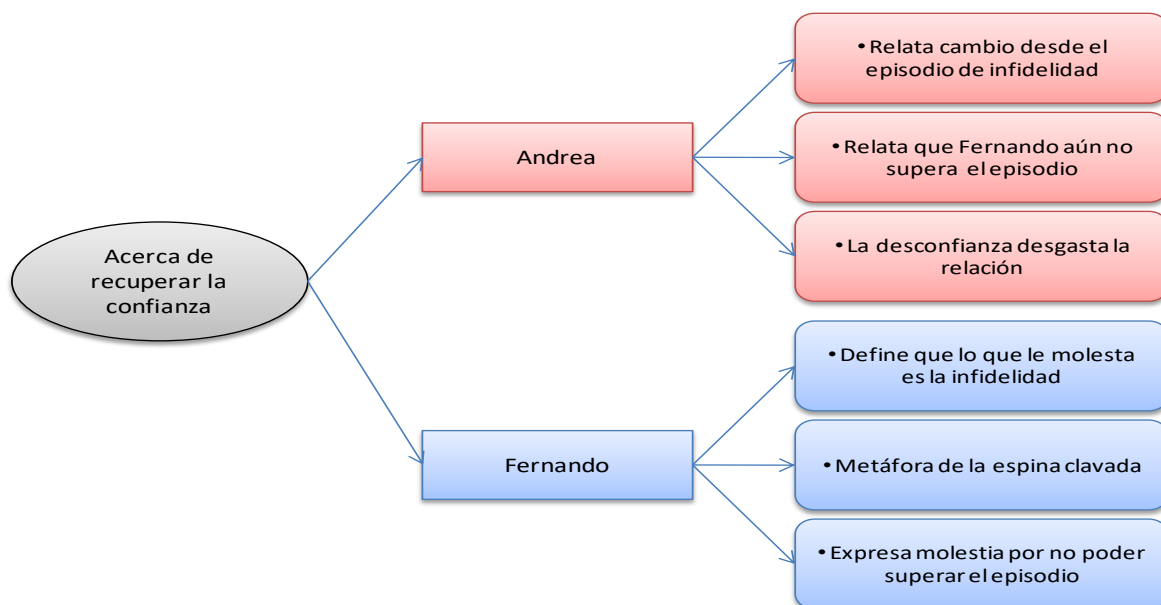 Acerca de
recuperar la
confianza
Andrea
• Relata cambio desde el
episodio de infidelidad
• Relata que Fernando aún no
supera el episodio
• La desconfianza desgasta la
relación
Fernando
• Define que lo que le molesta
es la infidelidad
• Metáfora de la espina clavada
• Expresa molestia por no poder
superar el episodio